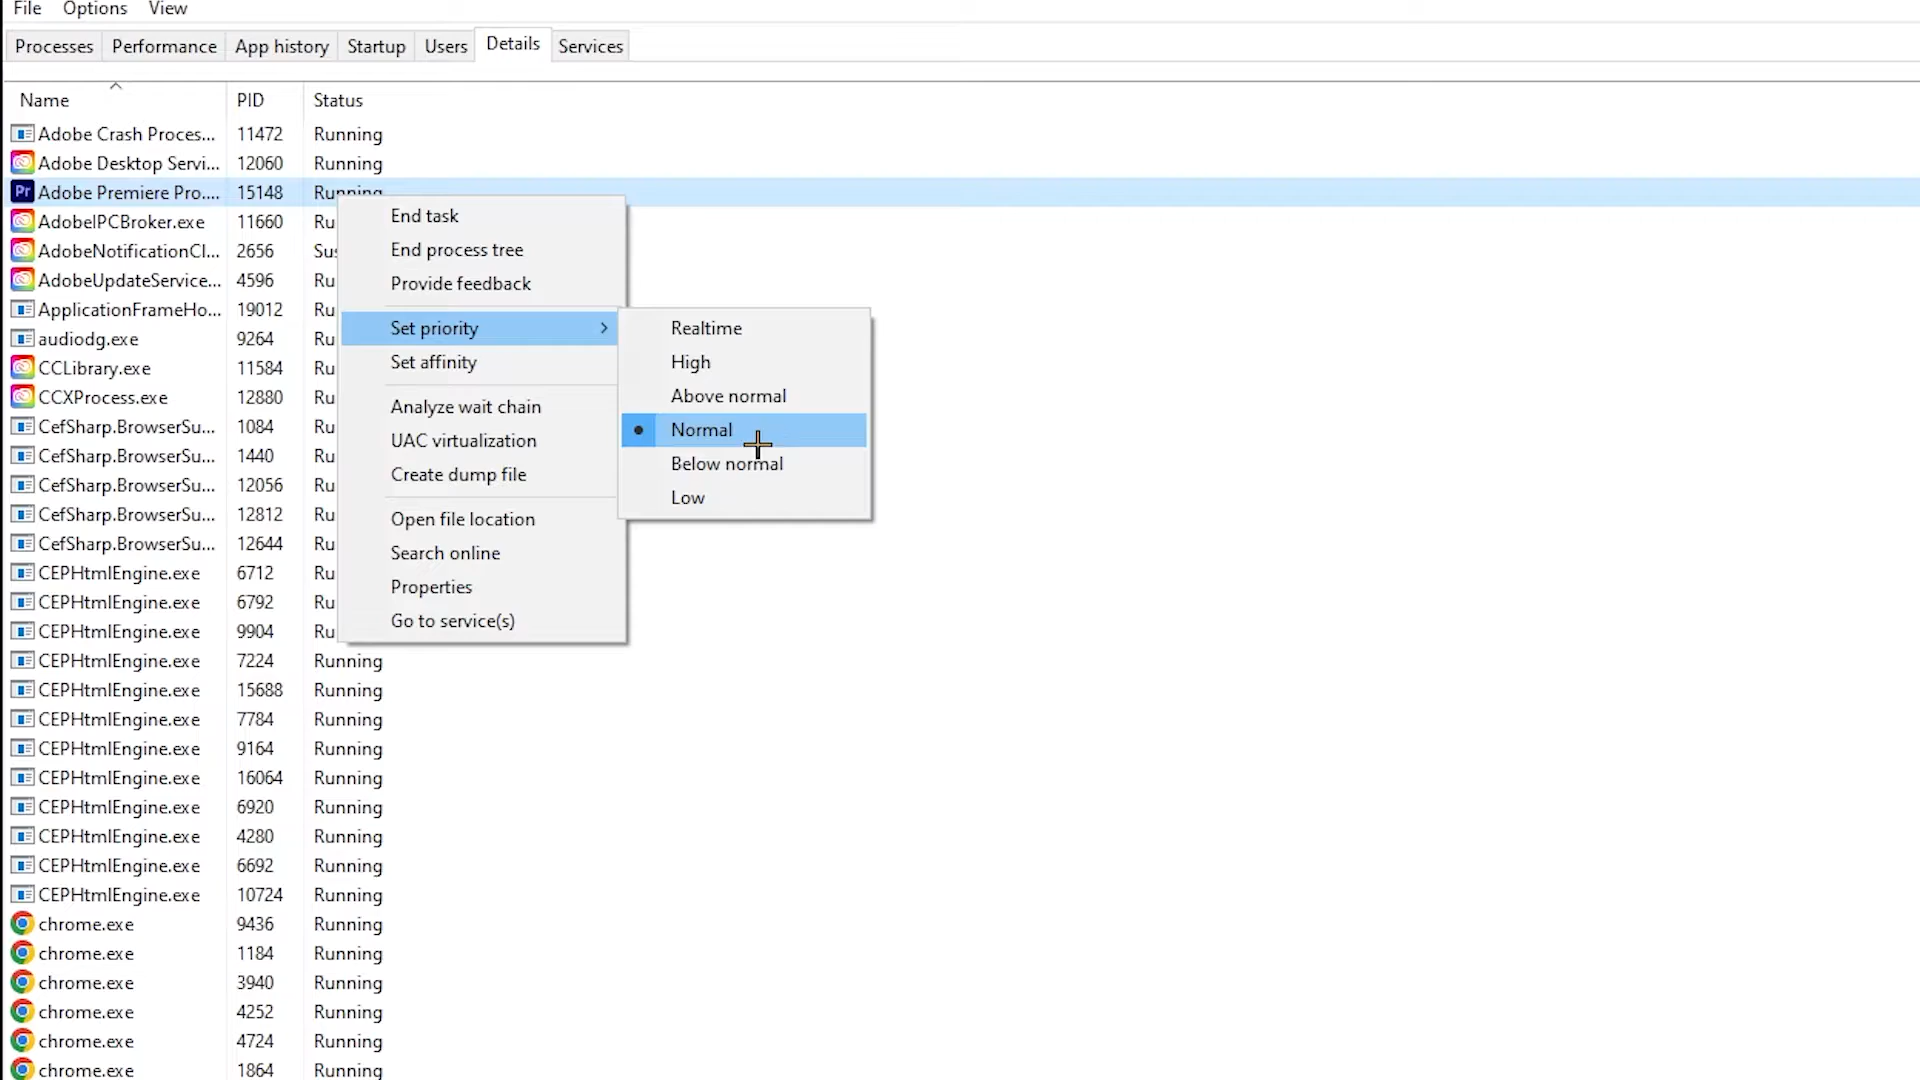 File Options View
Processes Performance App history Startup Users Details Services
Name PID Status
Adobe Crash Proces... 11472 Running
Adobe Desktop Servi... 12060 Running
Pr Adobe Premiere Pro.... 15148 Running
AdobeIPCBroker.exe 11660 Ru
AdobeNotificationCl... 2656 Sus
AdobeUpdateService... 4596 Ru
ApplicationFrameHo... 19012 Ru
audiodg.exe 9264 Ru
CCLibrary.exe 11584 Ru
CCXProcess.exe 12880 Ru
CefSharp.BrowserSu... 1084 Ru
CefSharp.BrowserSu... 1440 Ru
CefSharp.BrowserSu... 12056 Ru
CefSharp.BrowserSu... 12812 Ru
CefSharp.BrowserSu... 12644 Ru
CEPHtmlEngine.exe 6712 Ru
CEPHtmlEngine.exe 6792 Ru
CEPHtmlEngine.exe 9904 Ru
CEPHtmlEngine.exe 7224 Running
CEPHtmlEngine.exe 15688 Running
CEPHtmlEngine.exe 7784 Running
CEPHtmlEngine.exe 9164 Running
CEPHtmlEngine.exe 16064 Running
CEPHtmlEngine.exe 6920 Running
CEPHtmlEngine.exe 4280 Running
CEPHtmlEngine.exe 6692 Running
CEPHtmlEngine.exe 10724 Running
chrome.exe 9436 Running
chrome.exe 1184 Running
chrome.exe 3940 Running
chrome.exe 4252 Running
chrome.exe 4724 Running
chrome.exe 1864 Running
End task
End process tree
Provide feedback
Set priority
Set affinity
Analyze wait chain
UAC virtualization
Create dump file
Open file location
Search online
Properties
Go to service(s)
Realtime
High
Above normal
Normal
Below normal
Low